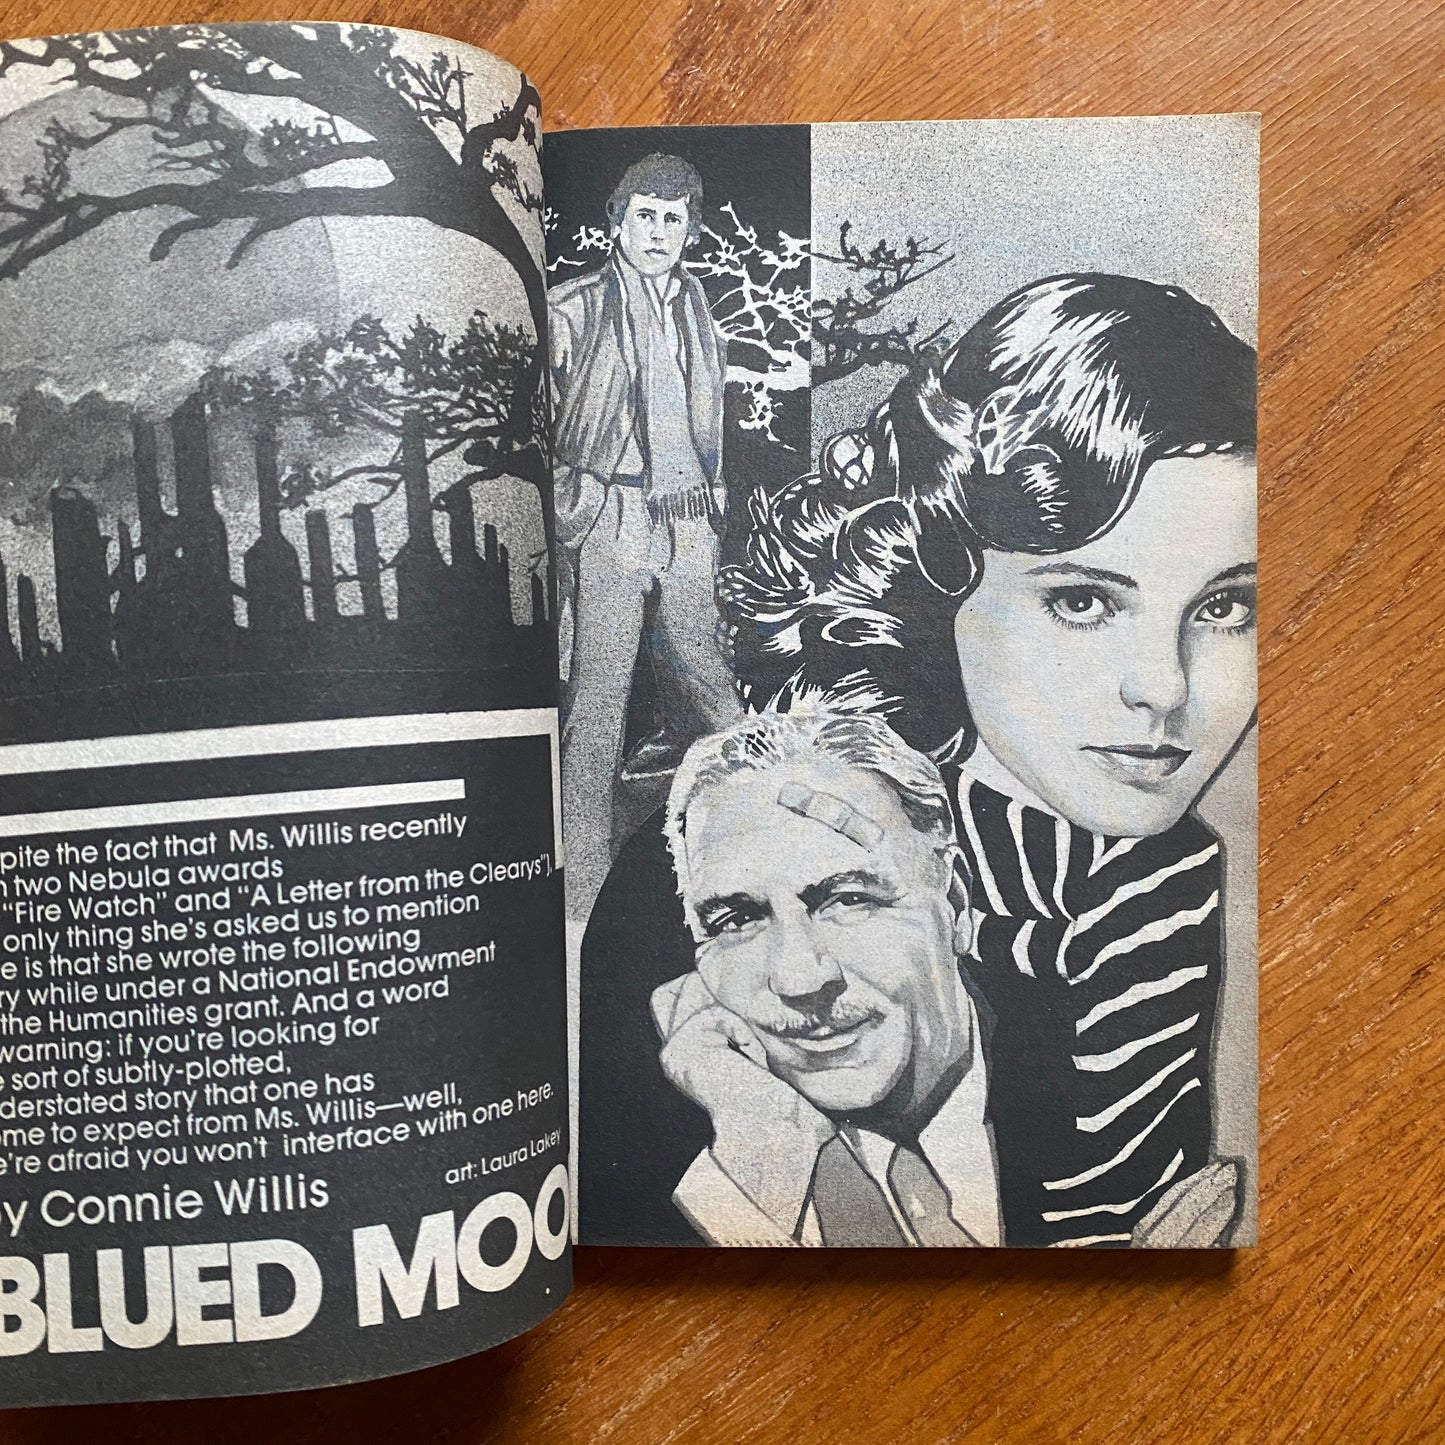 pite the fact that Ms. Willis recently
two Nebula awards
"Fire Watch" and "A Letter from the Clearys"),
only thing she's asked us to mention
e is that she wrote the following
ry while under a National Endowment
the Humanities grant. And a word
warning: if you're looking for
sort of subtly-plotted,
derstated story that one has
me to expect from Ms. Willis—well,
e're afraid you won't interface with one here.
art: Laura Lakey
by Connie Willis
BLUED MOO